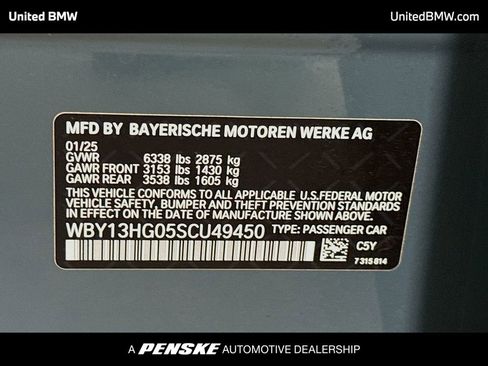 United BMW UnitedBMW.com
MFD BY BAYERISCHE MOTOREN WERKE AG
01/25
GVWR 6338 lbs 2875 kg
GAWR FRONT 3153 lbs 1430 kg
GAWR REAR 3538 lbs 1605 kg
THIS VEHICLE CONFORMS TO ALL APPLICABLE U.S.FEDERAL MOTOR
VEHICLE SAFETY, BUMPER AND THEFT PREVENTION STANDARDS
IN EFFECT ON THE DATE OF MANUFACTURE SHOWN ABOVE.
WBY13HG05SCU49450 TYPE: PASSENGER CAR
C5Y
7315814
A PENSKE AUTOMOTIVE DEALERSHIP